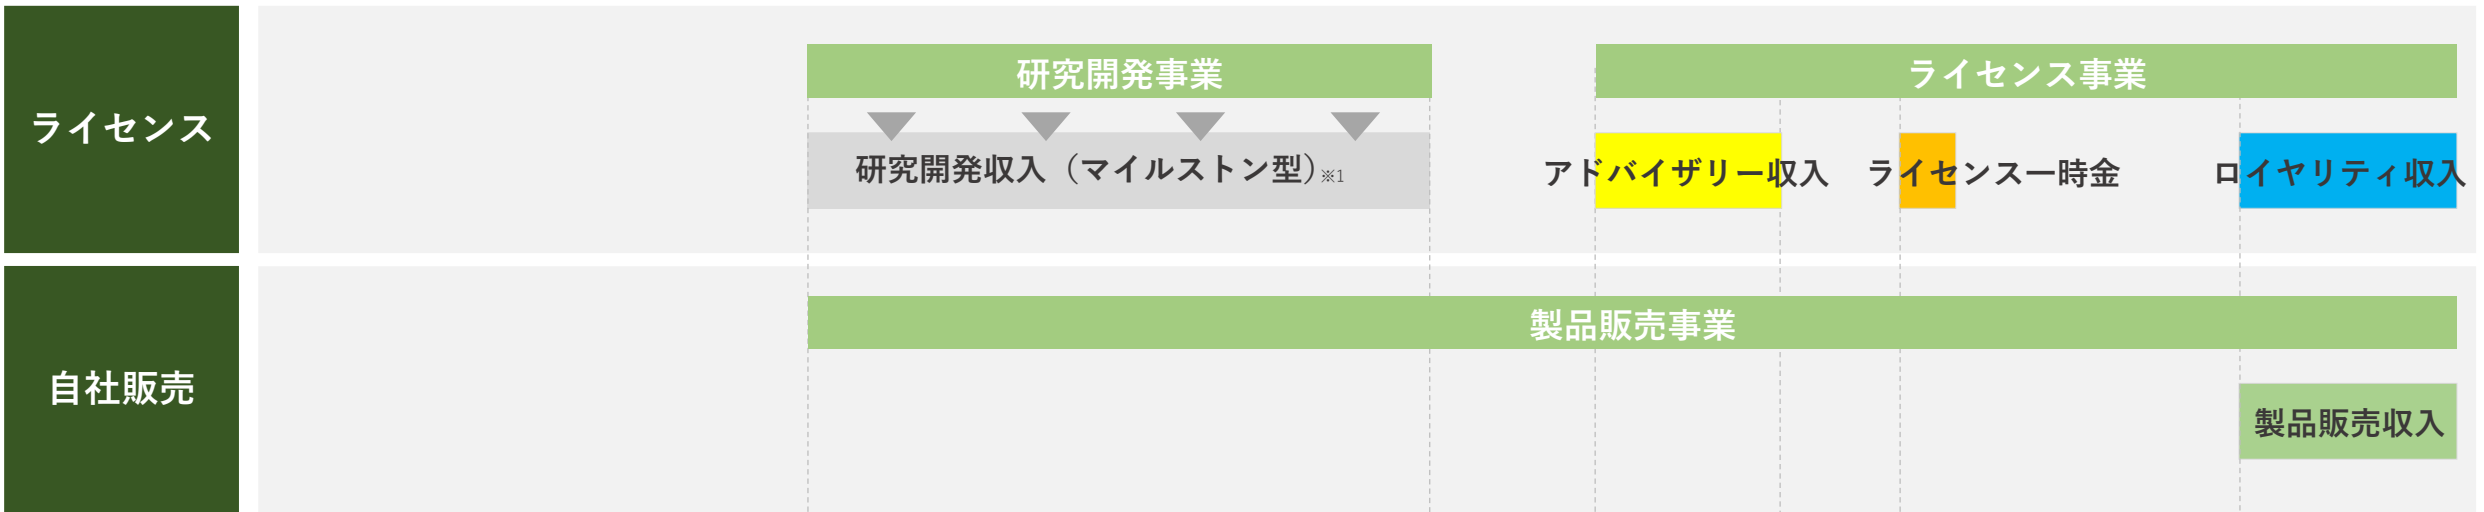 ライセンス
研究開発事業
ライセンス事業
研究開発収入（マイルストン型）※1
アドバイザリー収入
ライセンス一時金
ロイヤリティ収入
自社販売
製品販売事業
製品販売収入